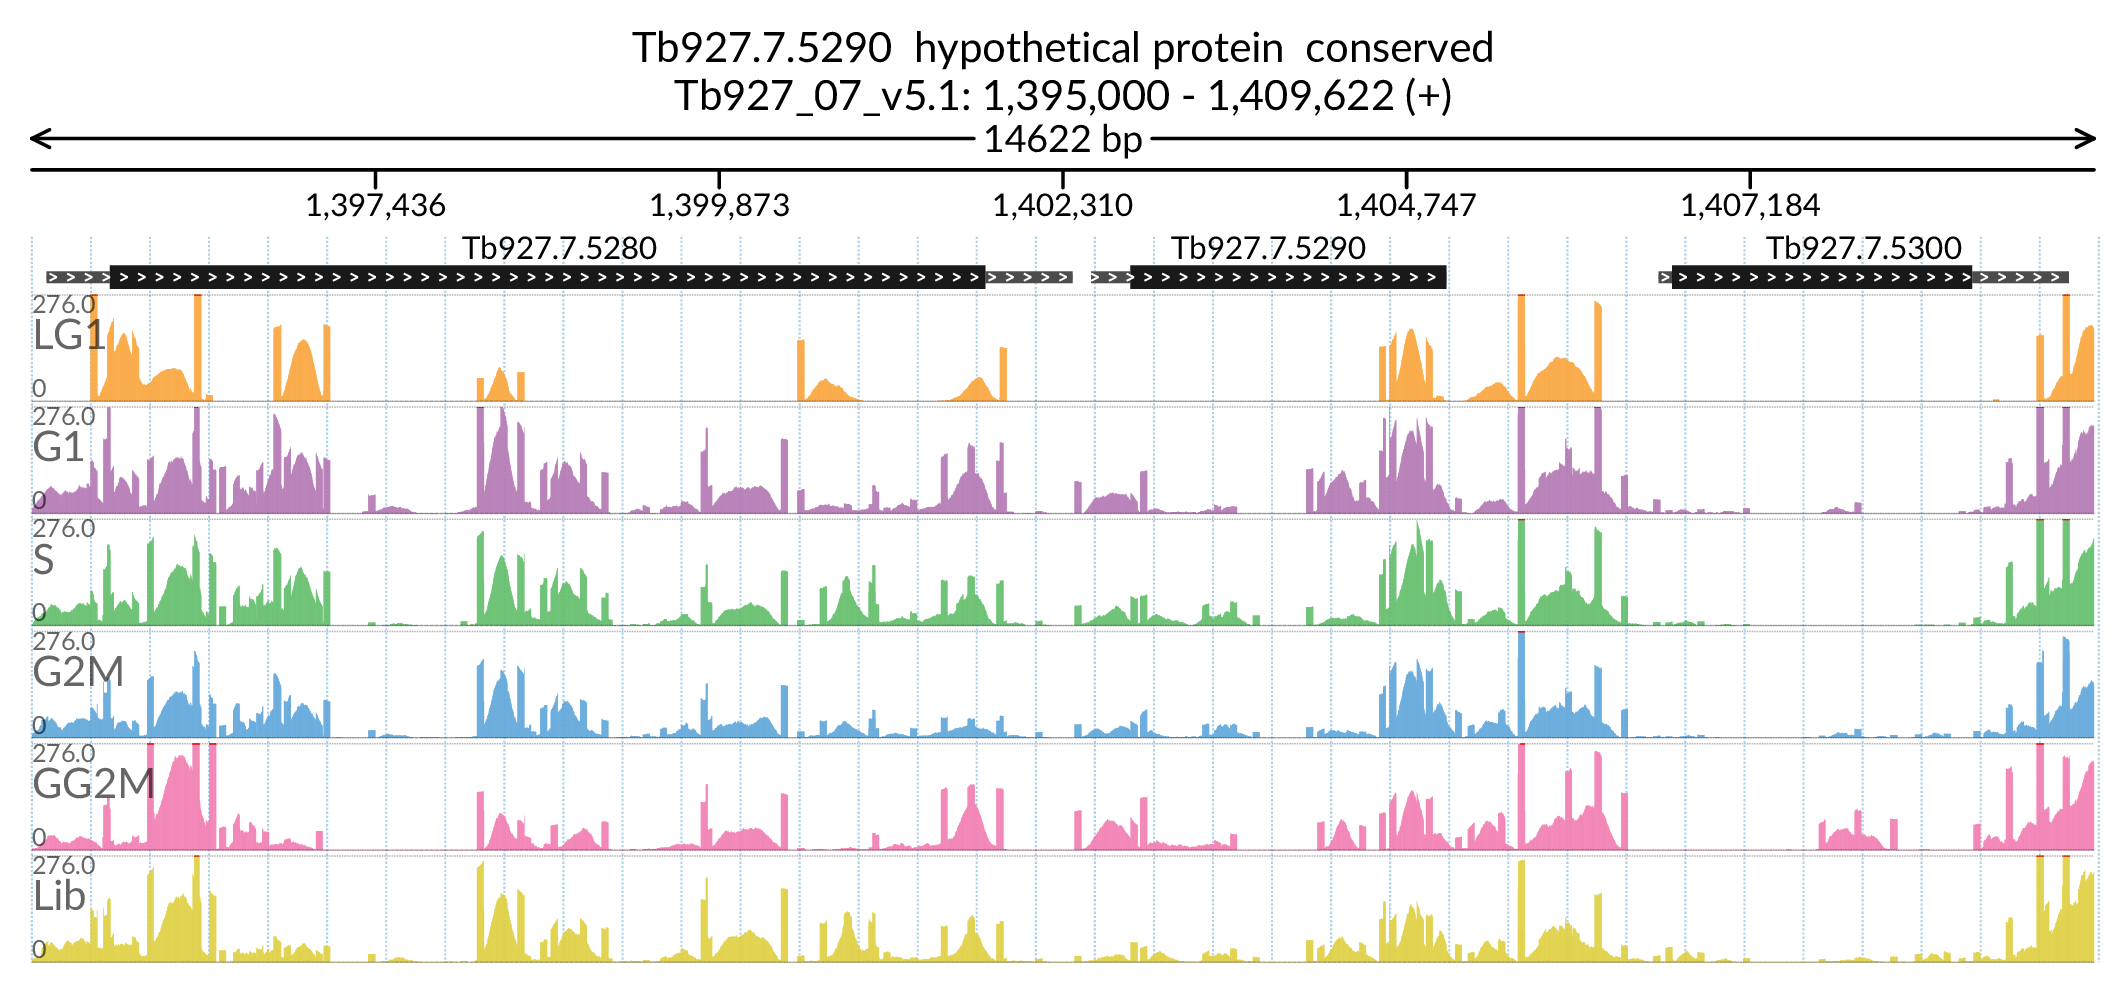 Tb927.7.5290  hypothetical protein  conserved
Tb927_07_v5.1: 1,395,000 - 1,409,622 (+)
14622 bp
1,397,436 1,399,873 1,402,310 1,404,747 1,407,184
Tb927.7.5280 Tb927.7.5290 Tb927.7.5300
276.0
LG1
0
276.0
G1
0
276.0
S
0
276.0
G2M
0
276.0
GG2M
0
276.0
Lib
0